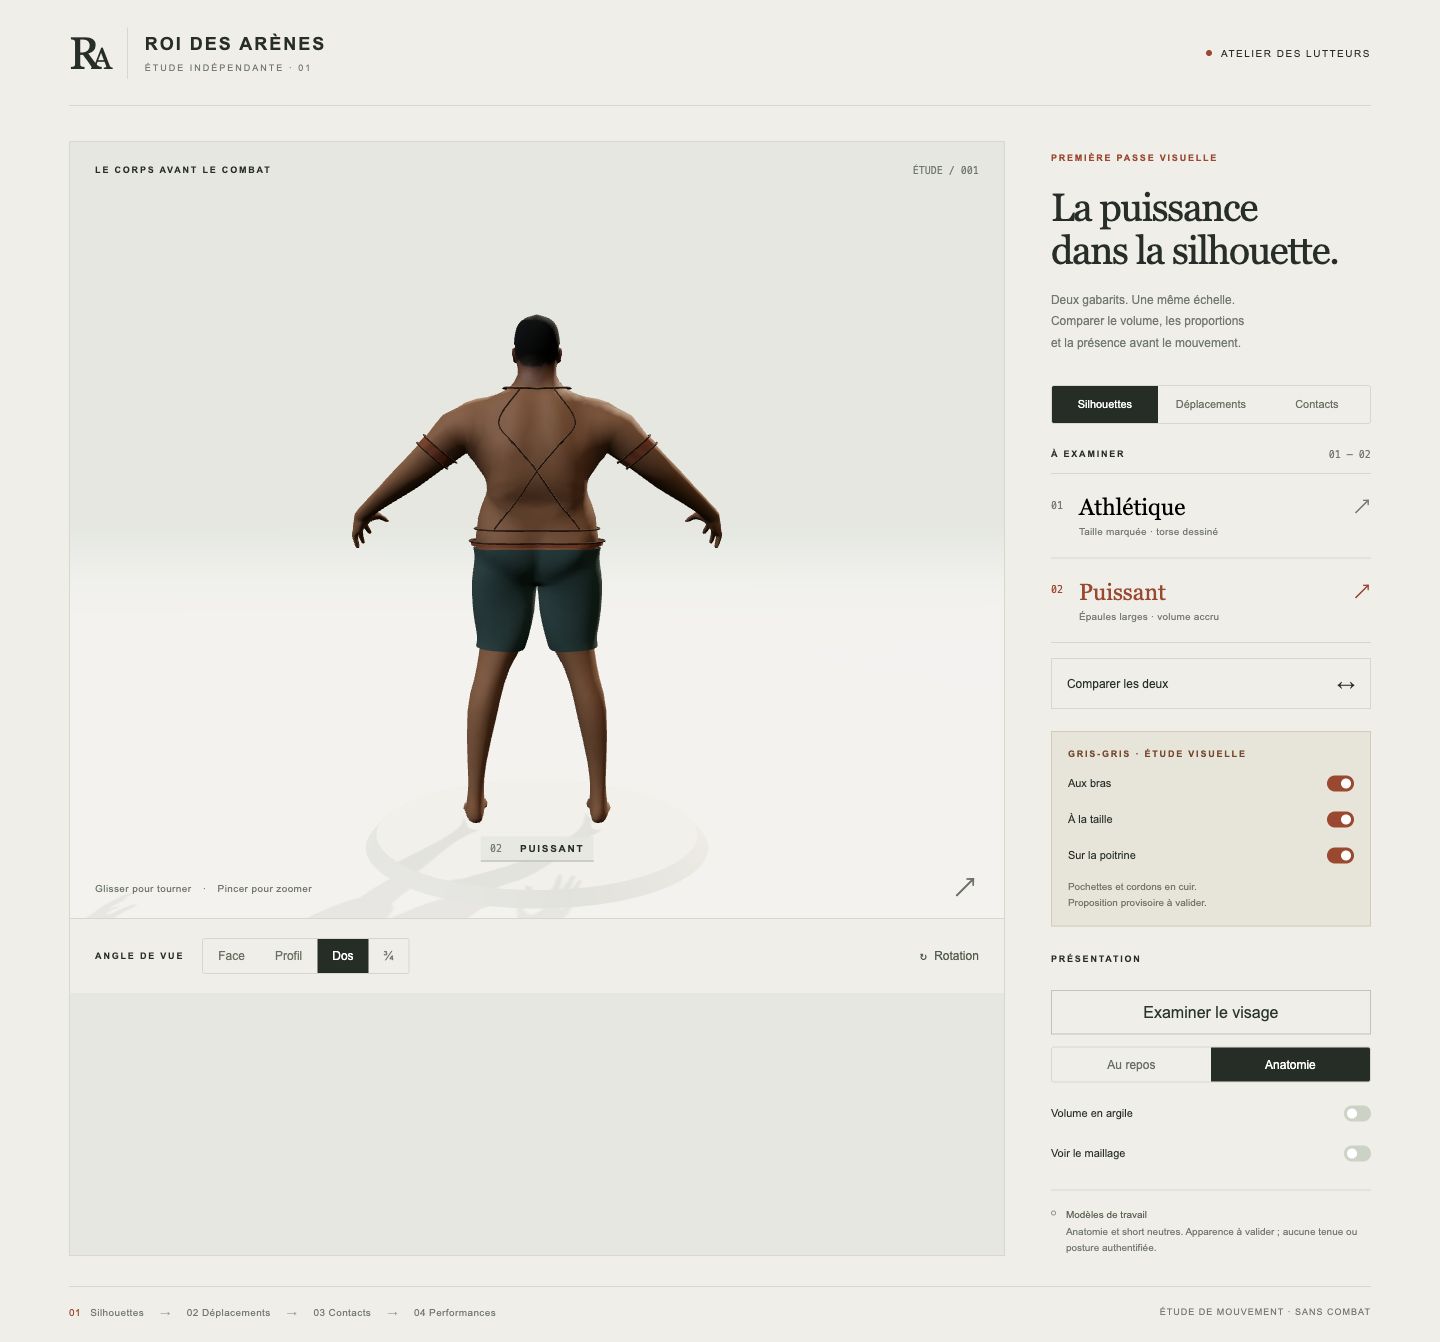 RA
ROI DES ARÈNES
ÉTUDE INDÉPENDANTE · 01
ATELIER DES LUTTEURS
LE CORPS AVANT LE COMBAT
ÉTUDE / 001
02 PUISSANT
Glisser pour tourner · Pincer pour zoomer
ANGLE DE VUE
Face
Profil
Dos
¾
↻ Rotation
PREMIÈRE PASSE VISUELLE
La puissance
dans la silhouette.
Deux gabarits. Une même échelle.
Comparer le volume, les proportions
et la présence avant le mouvement.
Silhouettes
Déplacements
Contacts
À EXAMINER
01 — 02
01 Athlétique ↗
Taille marquée · torse dessiné
02 Puissant ↗
Épaules larges · volume accru
Comparer les deux ↔
GRIS-GRIS · ÉTUDE VISUELLE
Aux bras
À la taille
Sur la poitrine
Pochettes et cordons en cuir.
Proposition provisoire à valider.
PRÉSENTATION
Examiner le visage
Au repos
Anatomie
Volume en argile
Voir le maillage
Modèles de travail
Anatomie et short neutres. Apparence à valider ; aucune tenue ou
posture authentifiée.
01 Silhouettes → 02 Déplacements → 03 Contacts → 04 Performances
ÉTUDE DE MOUVEMENT · SANS COMBAT